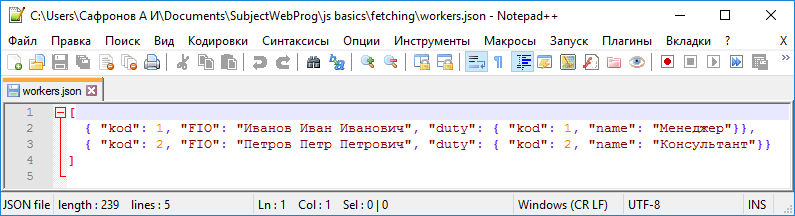 C:\Users\Сафронов А И\Documents\SubjectWebProg\js basics\fetching\workers.json - Notepad++
Файл Правка Поиск Вид Кодировки Синтаксисы Опции Инструменты Макросы Запуск Плагины Вкладки ? X
workers.json
1 [
2 { "kod": 1, "FIO": "Иванов Иван Иванович", "duty": { "kod": 1, "name": "Менеджер"}},
3 { "kod": 2, "FIO": "Петров Петр Петрович", "duty": { "kod": 2, "name": "Консультант"}}
4 ]
5
JSON file length : 239 lines : 5 Ln : 1 Col : 1 Sel : 0 | 0 Windows (CR LF) UTF-8 INS